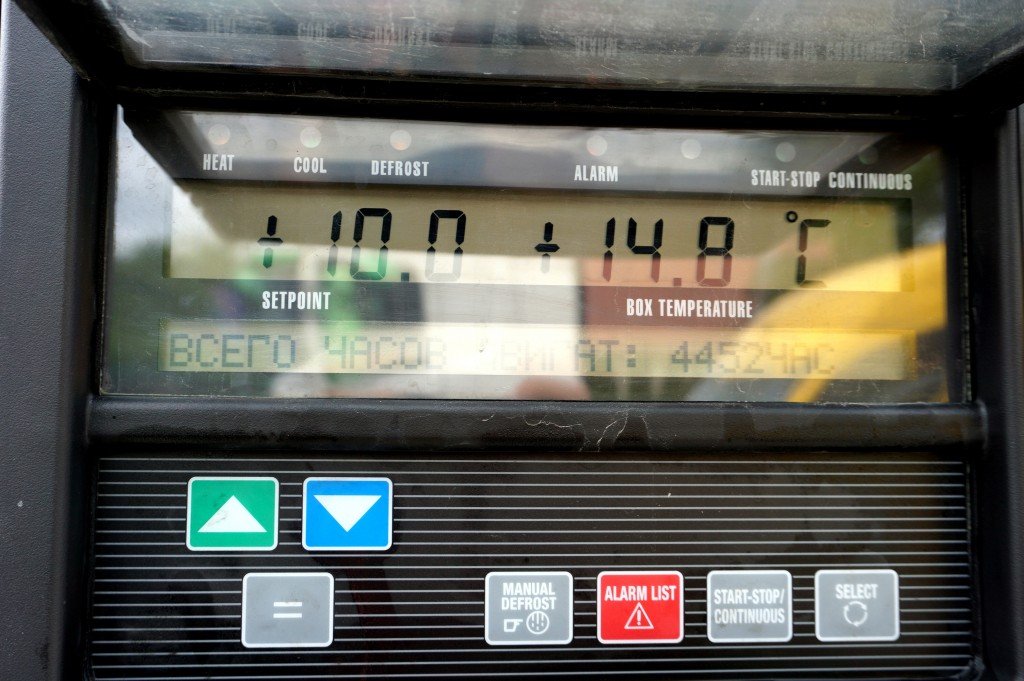 HEAT COOL DEFROST ALARM START-STOP CONTINUOUS
+10.0 +14.8 °C
SETPOINT BOX TEMPERATURE
ВСЕГО ЧАСОВ ДВИГАТ: 4452ЧАС
=
MANUAL
DEFROST
ALARM LIST
START-STOP/
CONTINUOUS
SELECT